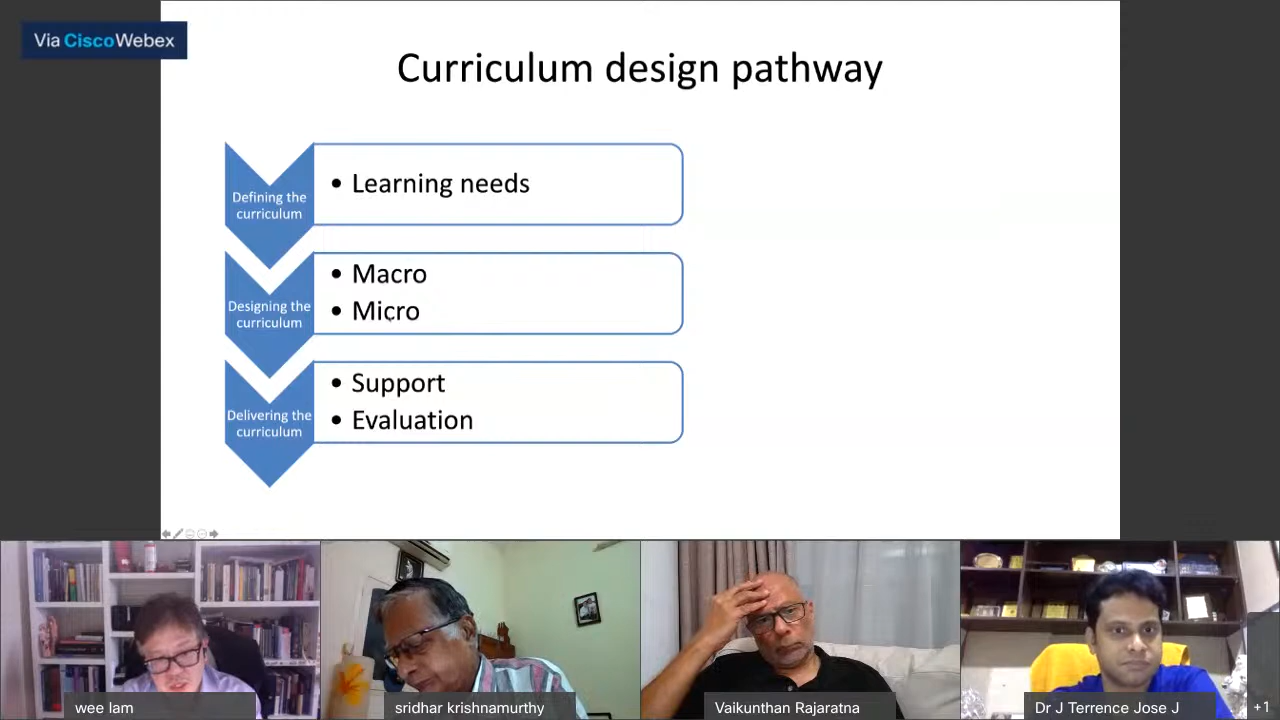 Via CiscoWebex
Curriculum design pathway
Defining the
curriculum
• Learning needs
Designing the
curriculum
• Macro
• Micro
Delivering the
curriculum
• Support
• Evaluation
wee lam
sridhar krishnamurthy
Vaikunthan Rajaratna
Dr J Terrence Jose J
+1